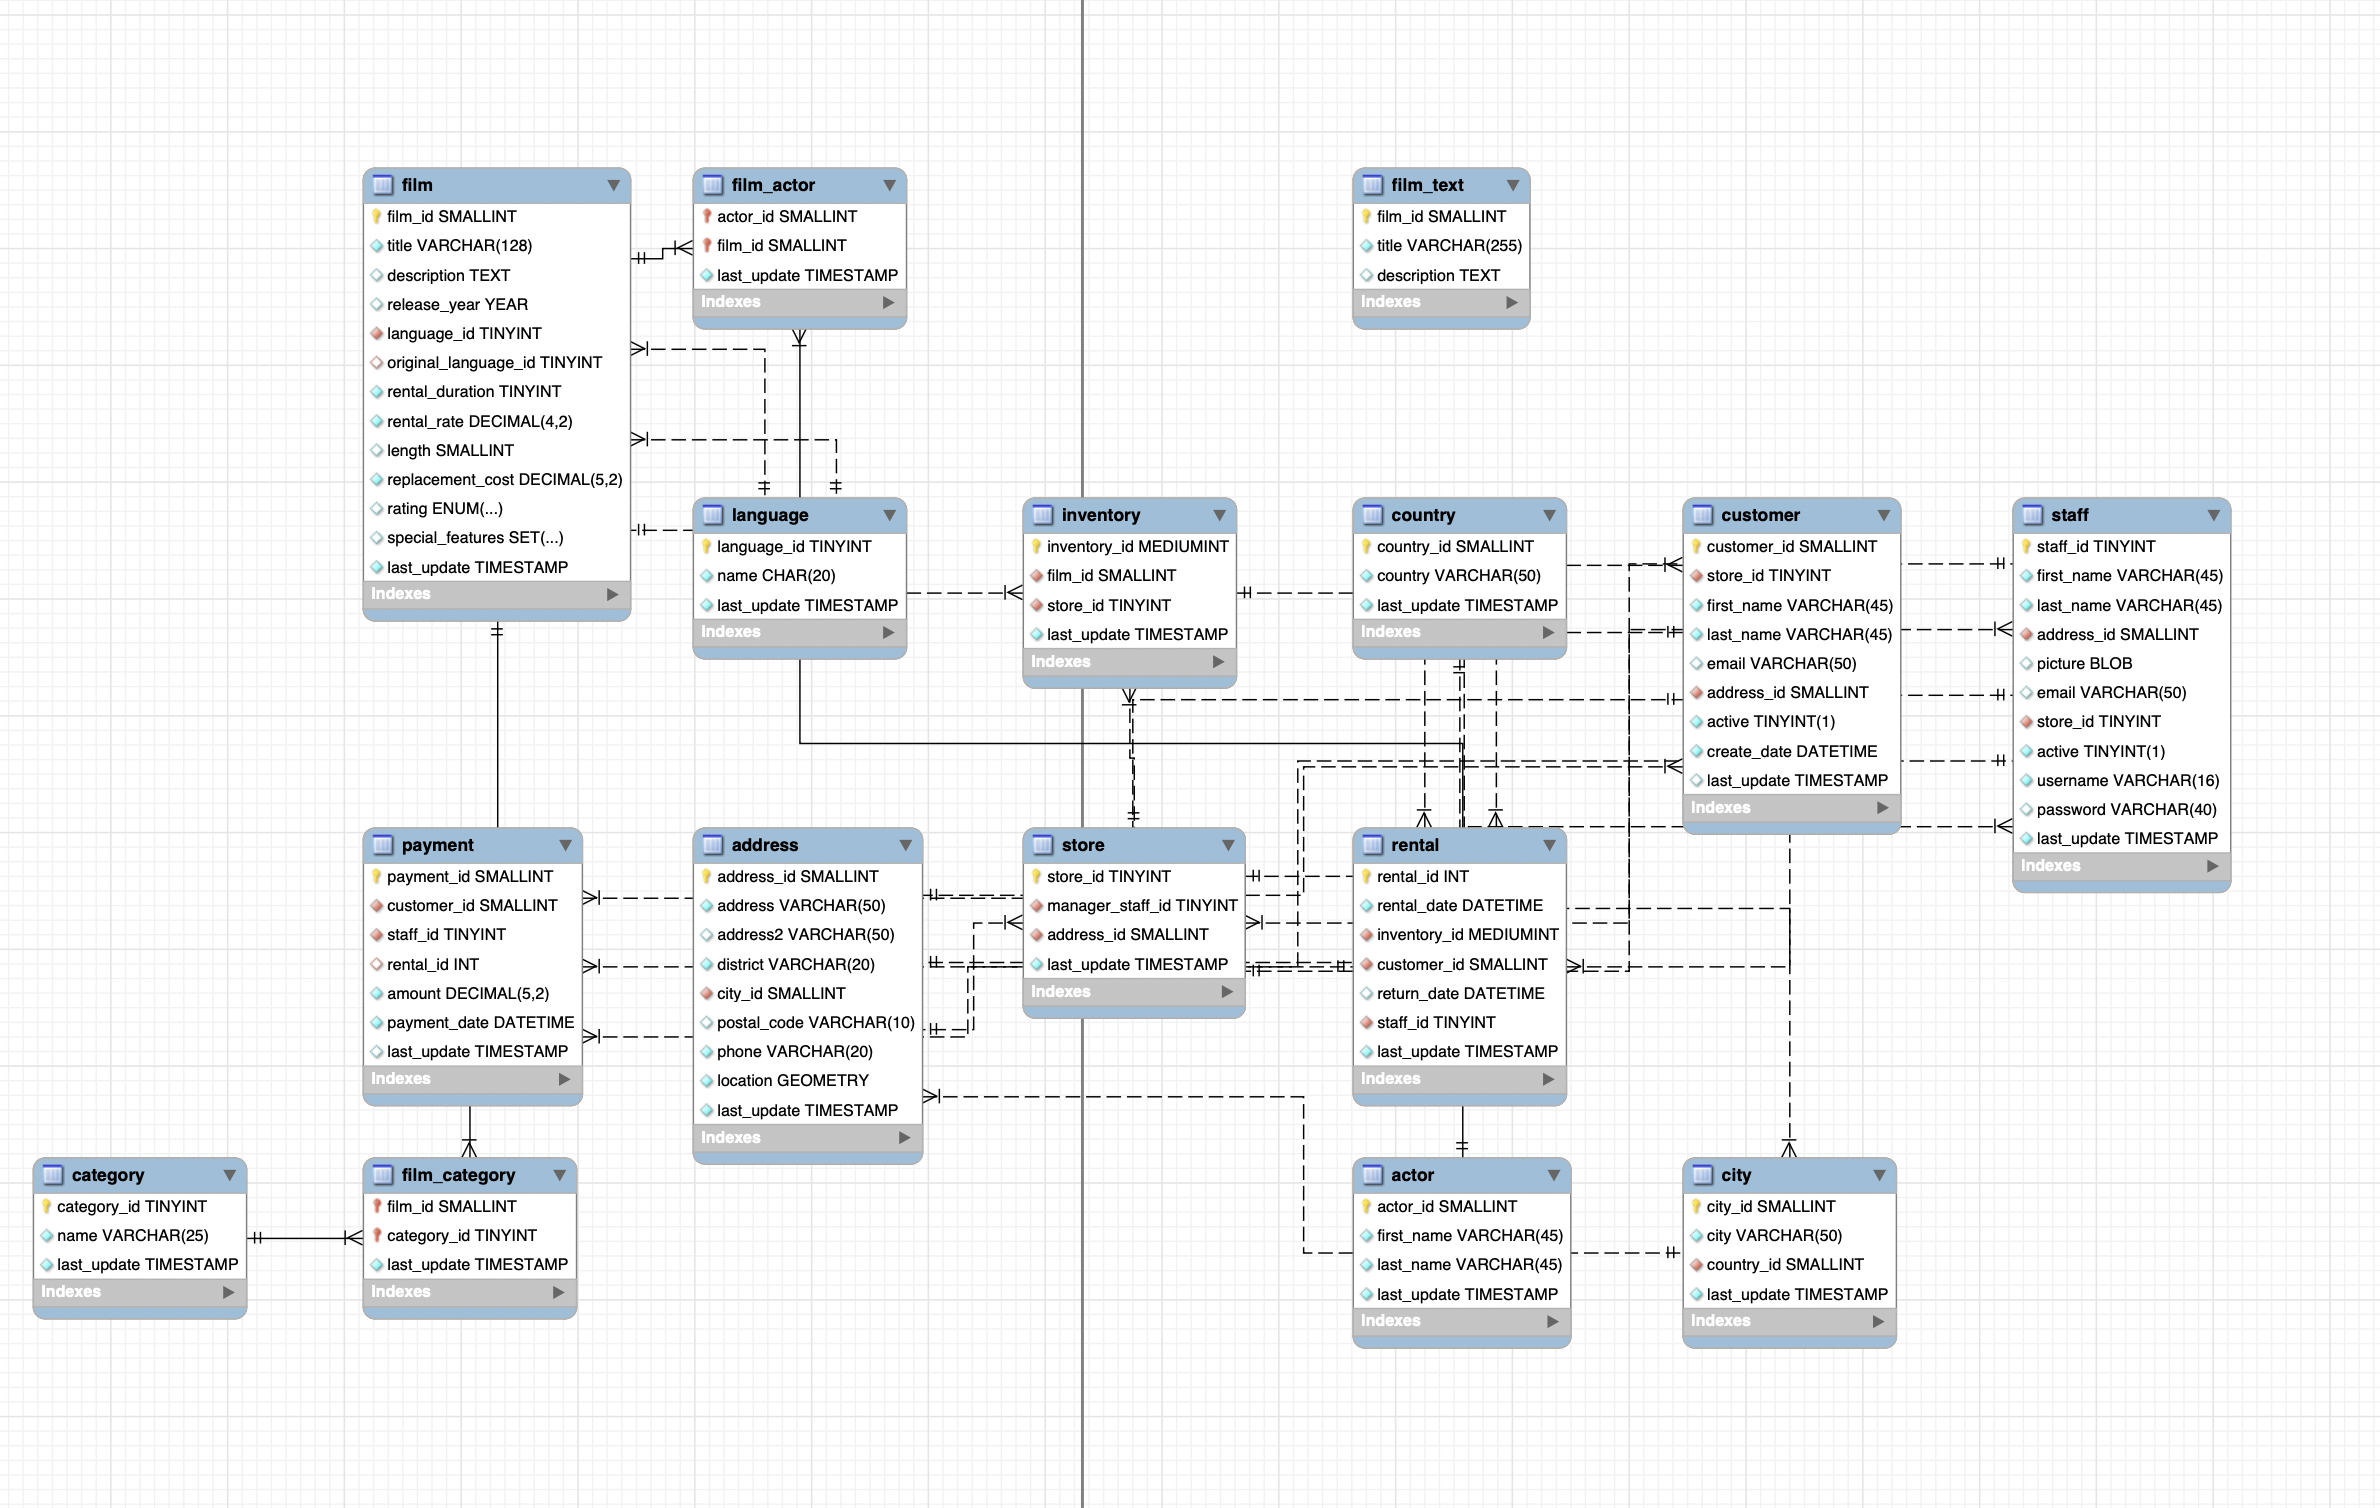 film
film_id SMALLINT
title VARCHAR(128)
description TEXT
release_year YEAR
language_id TINYINT
original_language_id TINYINT
rental_duration TINYINT
rental_rate DECIMAL(4,2)
length SMALLINT
replacement_cost DECIMAL(5,2)
rating ENUM(...)
special_features SET(...)
last_update TIMESTAMP
Indexes
film_actor
actor_id SMALLINT
film_id SMALLINT
last_update TIMESTAMP
Indexes
film_text
film_id SMALLINT
title VARCHAR(255)
description TEXT
Indexes
language
language_id TINYINT
name CHAR(20)
last_update TIMESTAMP
Indexes
inventory
inventory_id MEDIUMINT
film_id SMALLINT
store_id TINYINT
last_update TIMESTAMP
Indexes
country
country_id SMALLINT
country VARCHAR(50)
last_update TIMESTAMP
Indexes
customer
customer_id SMALLINT
store_id TINYINT
first_name VARCHAR(45)
last_name VARCHAR(45)
email VARCHAR(50)
address_id SMALLINT
active TINYINT(1)
create_date DATETIME
last_update TIMESTAMP
Indexes
staff
staff_id TINYINT
first_name VARCHAR(45)
last_name VARCHAR(45)
address_id SMALLINT
picture BLOB
email VARCHAR(50)
store_id TINYINT
active TINYINT(1)
username VARCHAR(16)
password VARCHAR(40)
last_update TIMESTAMP
Indexes
payment
payment_id SMALLINT
customer_id SMALLINT
staff_id TINYINT
rental_id INT
amount DECIMAL(5,2)
payment_date DATETIME
last_update TIMESTAMP
Indexes
address
address_id SMALLINT
address VARCHAR(50)
address2 VARCHAR(50)
district VARCHAR(20)
city_id SMALLINT
postal_code VARCHAR(10)
phone VARCHAR(20)
location GEOMETRY
last_update TIMESTAMP
Indexes
store
store_id TINYINT
manager_staff_id TINYINT
address_id SMALLINT
last_update TIMESTAMP
Indexes
rental
rental_id INT
rental_date DATETIME
inventory_id MEDIUMINT
customer_id SMALLINT
return_date DATETIME
staff_id TINYINT
last_update TIMESTAMP
Indexes
category
category_id TINYINT
name VARCHAR(25)
last_update TIMESTAMP
Indexes
film_category
film_id SMALLINT
category_id TINYINT
last_update TIMESTAMP
Indexes
actor
actor_id SMALLINT
first_name VARCHAR(45)
last_name VARCHAR(45)
last_update TIMESTAMP
Indexes
city
city_id SMALLINT
city VARCHAR(50)
country_id SMALLINT
last_update TIMESTAMP
Indexes